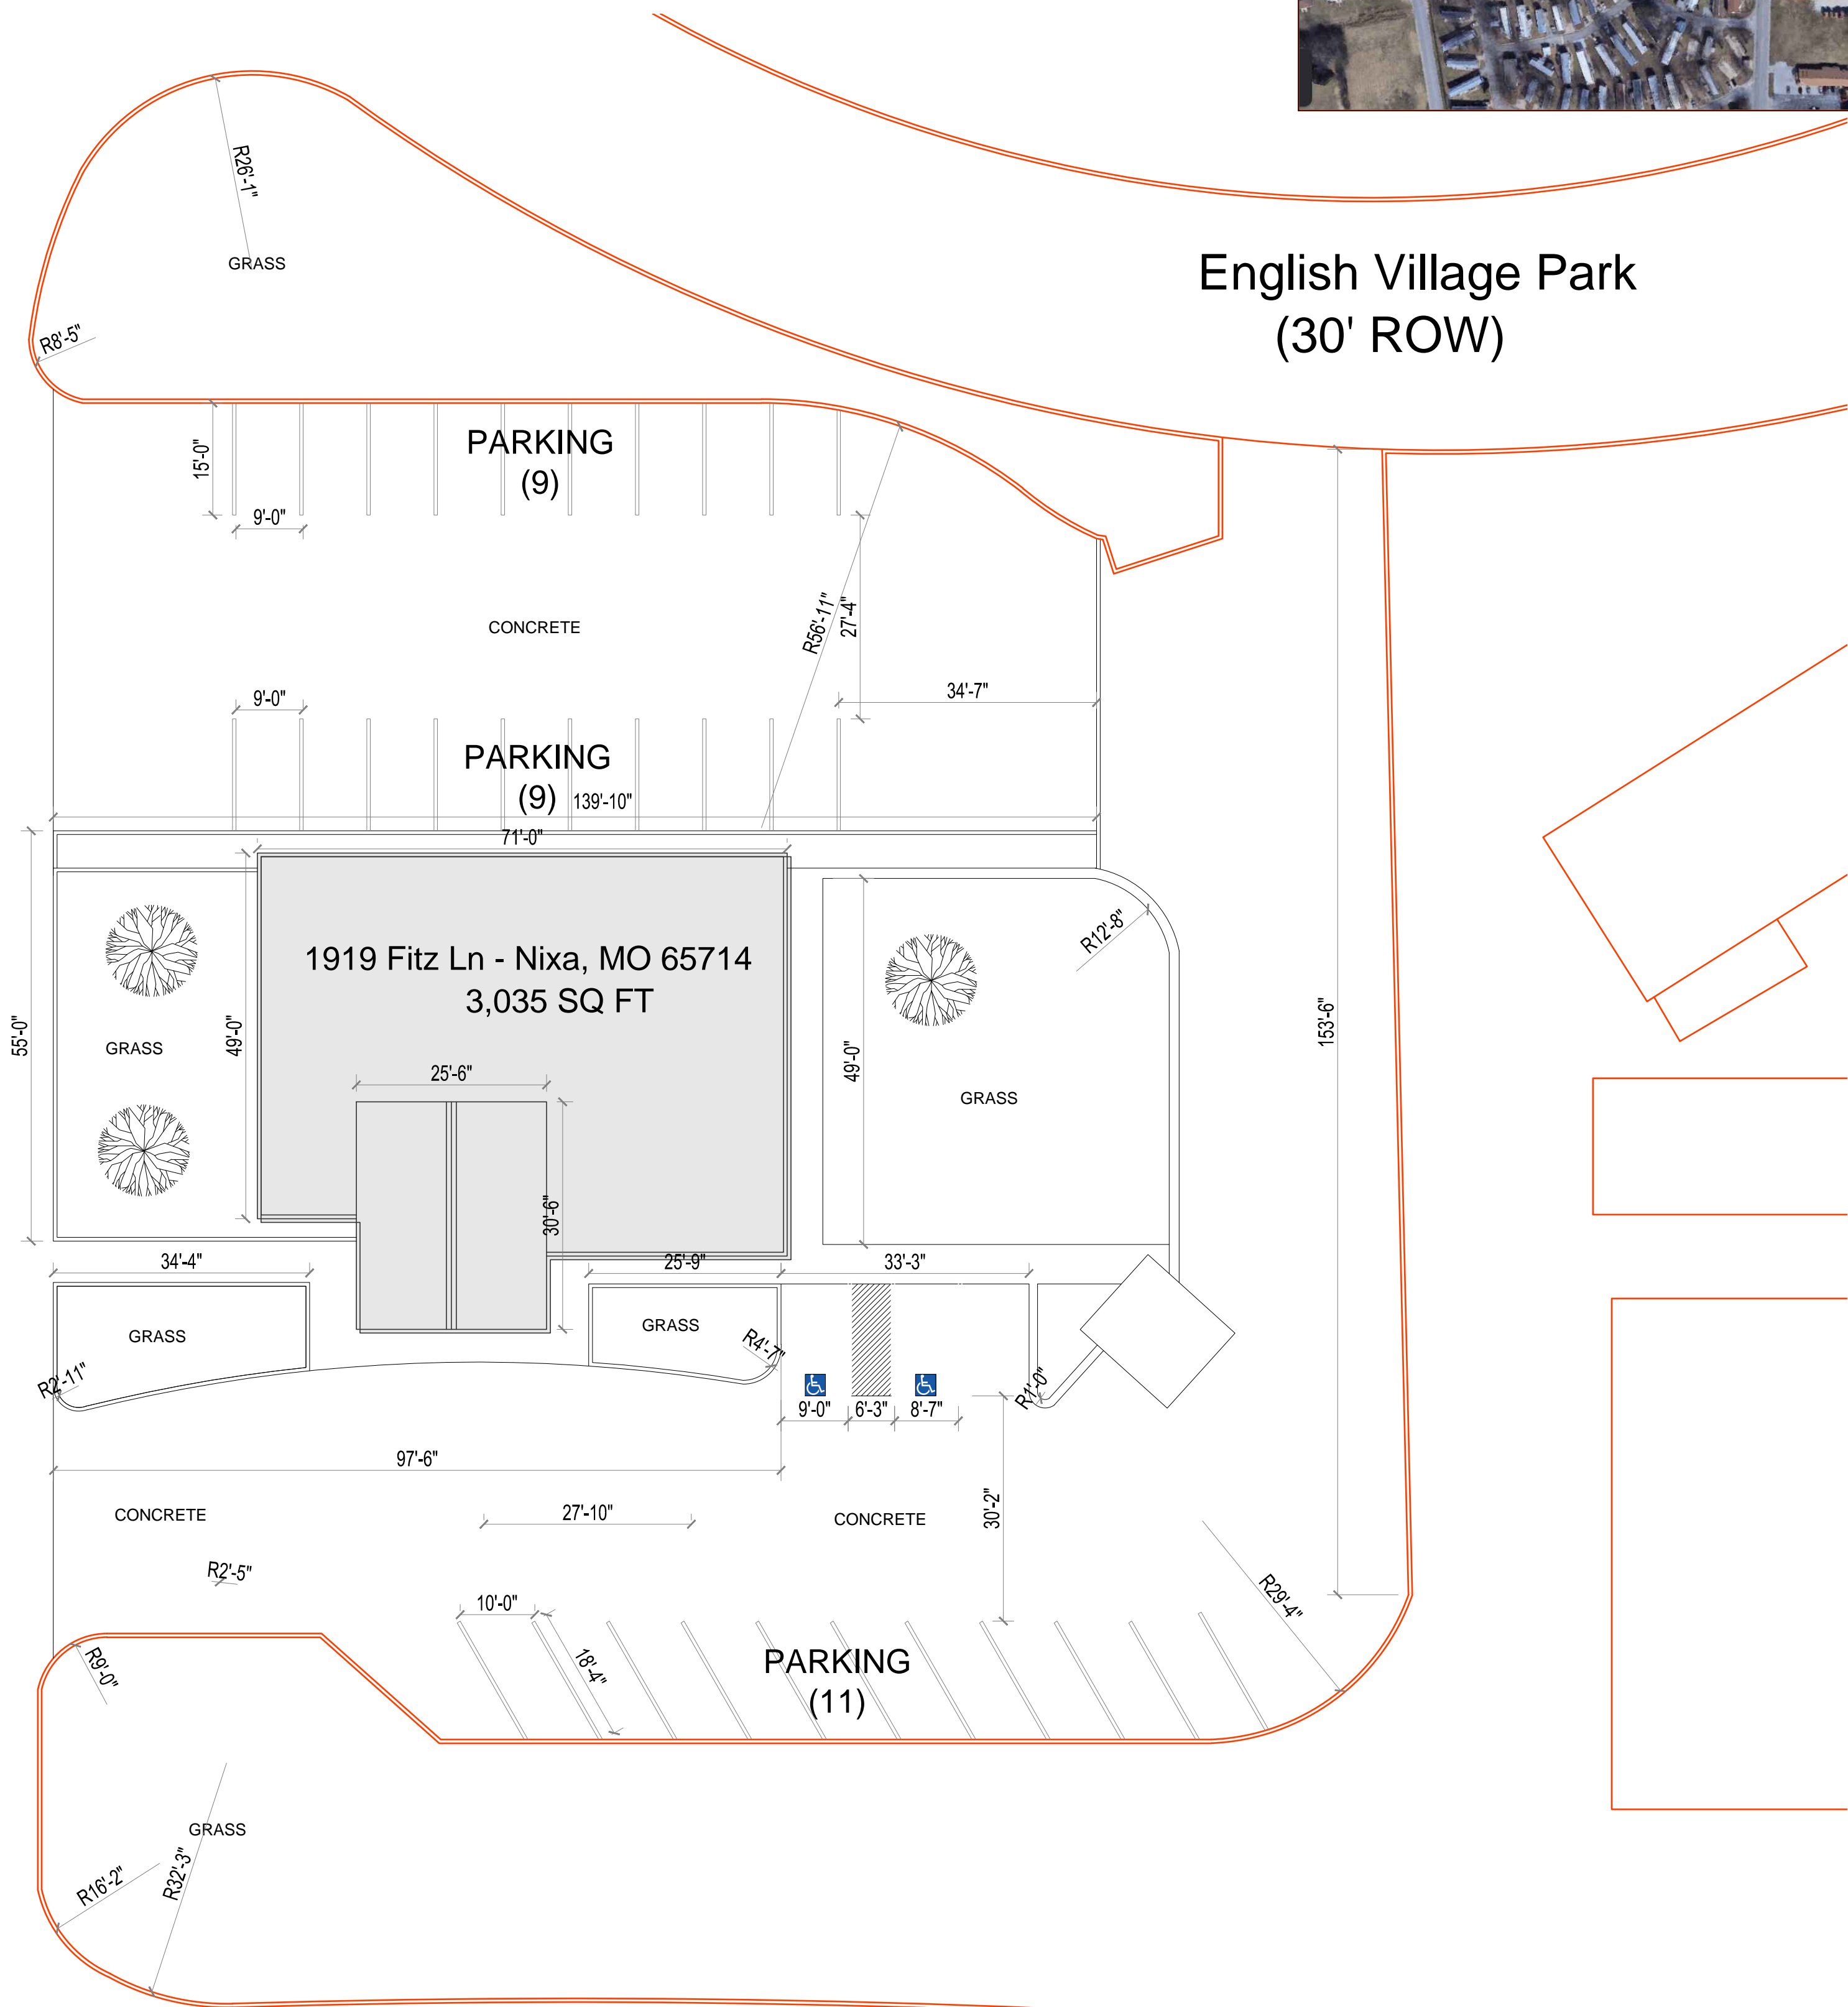 English Village Park
(30' ROW)
R26'-1"
GRASS
R8'-5"
PARKING
(9)
15'-0"
9'-0"
CONCRETE
R56'-11"
27'-4"
34'-7"
9'-0"
PARKING
(9)
139'-10"
71'-0"
R12'-8"
1919 Fitz Ln - Nixa, MO 65714
3,035 SQ FT
55'-0"
GRASS
49'-0"
25'-6"
30'-6"
49'-0"
GRASS
153'-6"
34'-4"
25'-9"
33'-3"
GRASS
GRASS
R4'-7"
R2'-11"
R1'-0"
9'-0"
6'-3"
8'-7"
97'-6"
CONCRETE
27'-10"
CONCRETE
30'-2"
R2'-5"
10'-0"
18'-4"
R29'-4"
R9'-0"
PARKING
(11)
GRASS
R16'-2"
R32'-3"